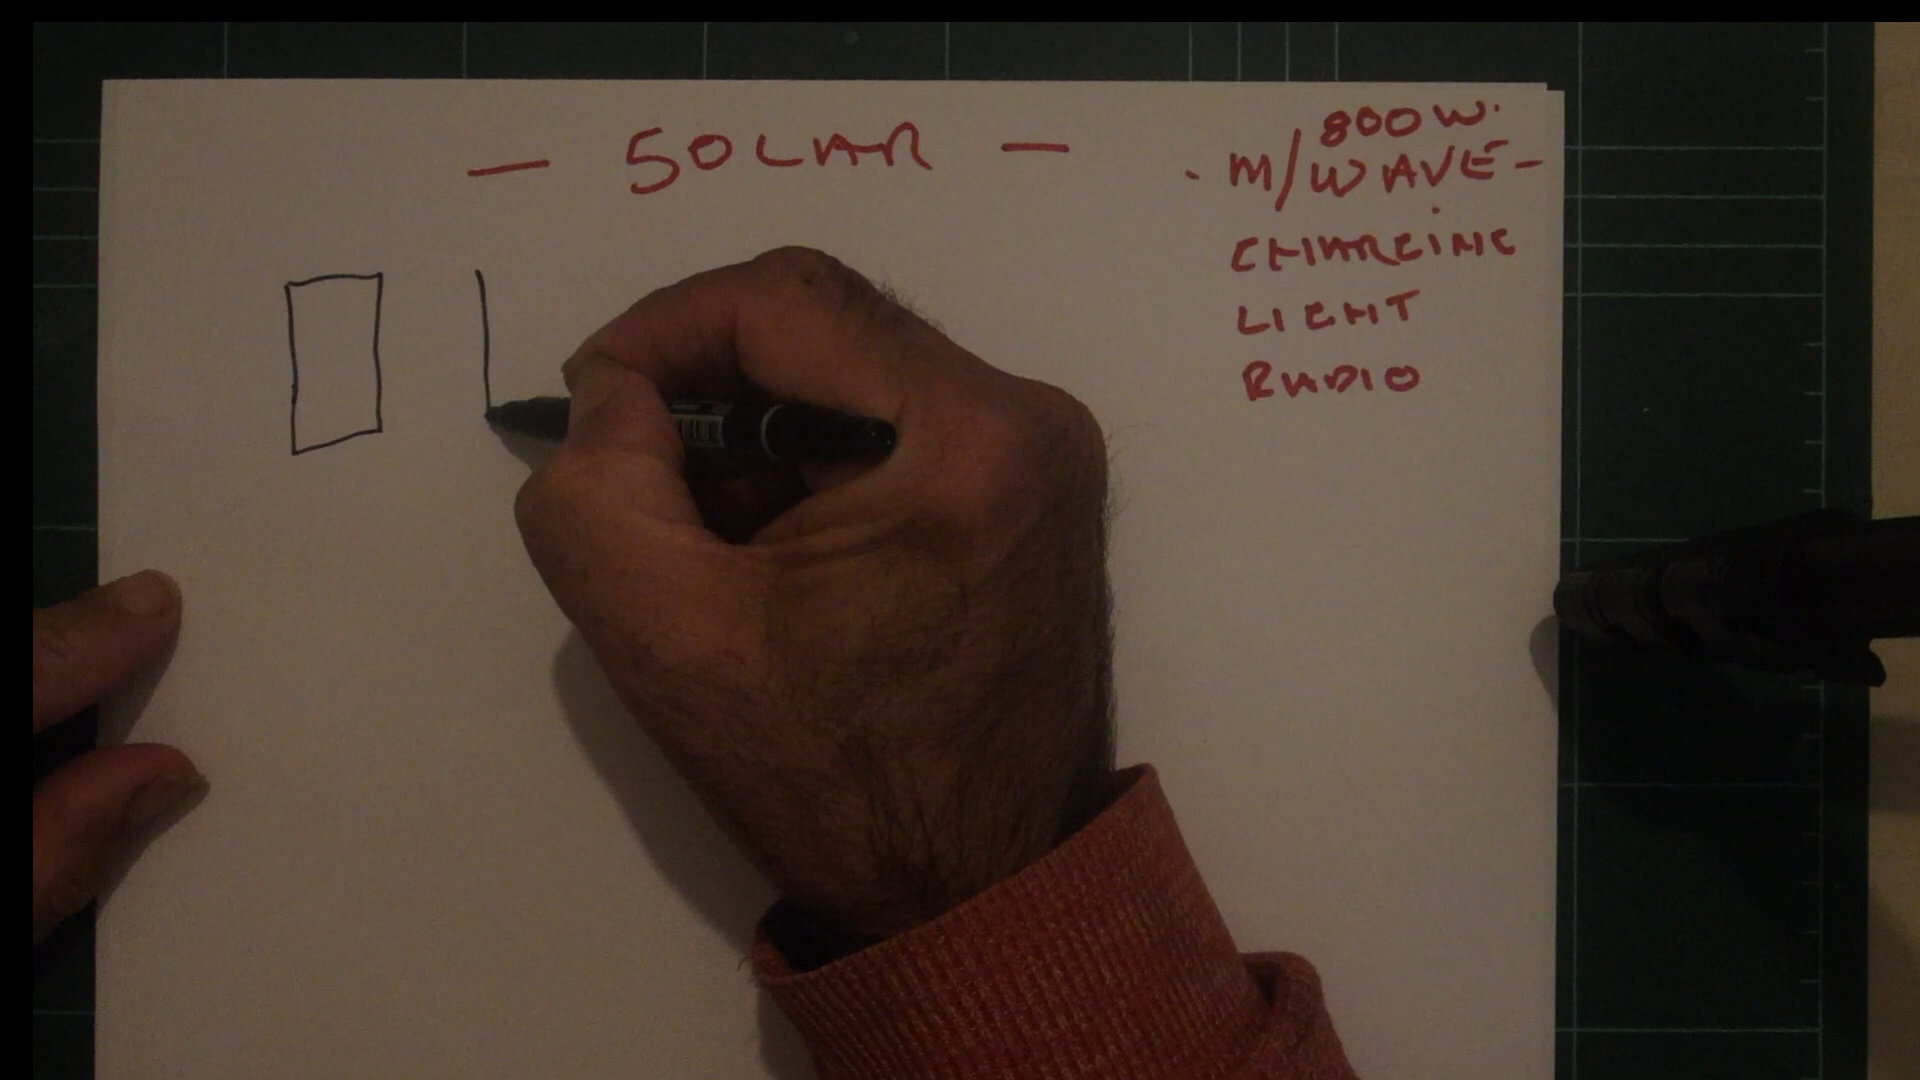 — SOLAR —
800W.
- M/WAVE -
CHARGING
LIGHT
RADIO